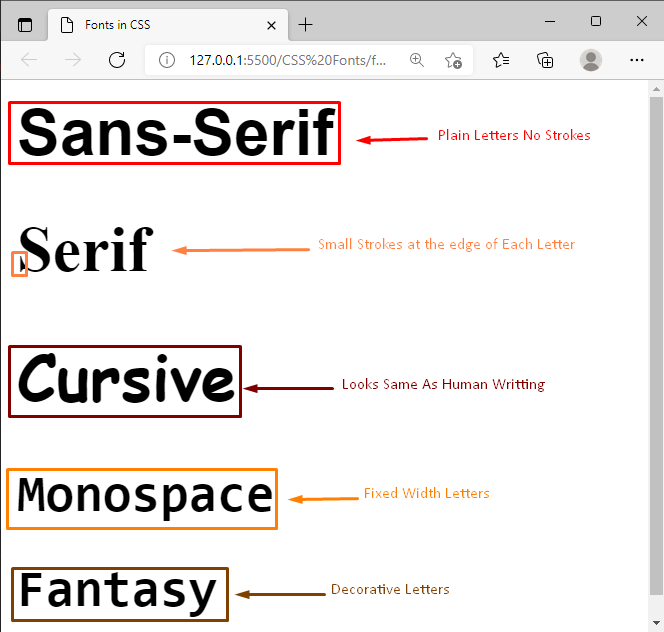 Fonts in CSS
127.0.0.1:5500/CSS%20Fonts/f...
Sans-Serif
Plain Letters No Strokes
Serif
Small Strokes at the edge of Each Letter
Cursive
Looks Same As Human Writting
Monospace
Fixed Width Letters
Fantasy
Decorative Letters